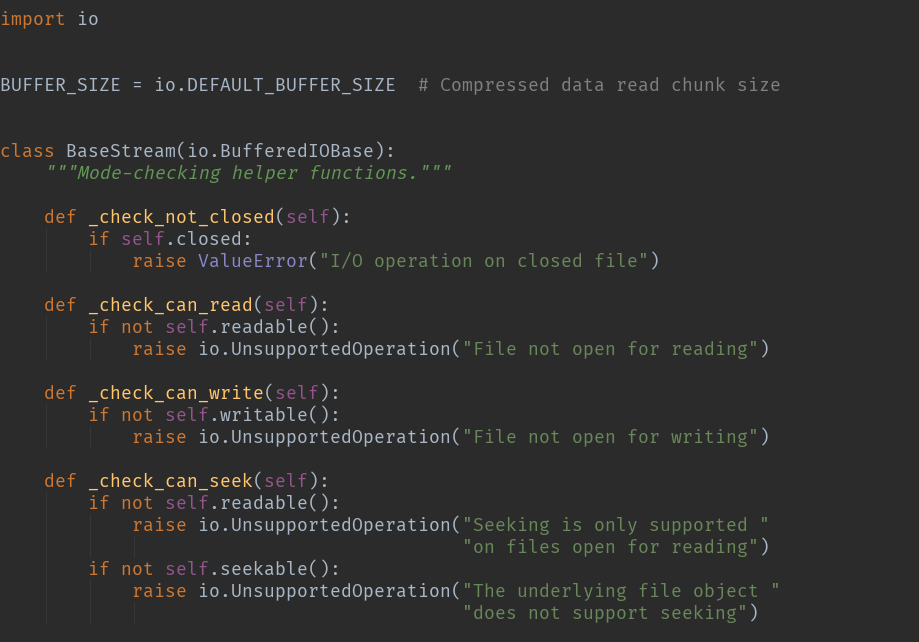 import io
BUFFER_SIZE = io.DEFAULT_BUFFER_SIZE  # Compressed data read chunk size
class BaseStream(io.BufferedIOBase):
    """Mode-checking helper functions."""
    def _check_not_closed(self):
        if self.closed:
            raise ValueError("I/O operation on closed file")
    def _check_can_read(self):
        if not self.readable():
            raise io.UnsupportedOperation("File not open for reading")
    def _check_can_write(self):
        if not self.writable():
            raise io.UnsupportedOperation("File not open for writing")
    def _check_can_seek(self):
        if not self.readable():
            raise io.UnsupportedOperation("Seeking is only supported "
                                          "on files open for reading")
        if not self.seekable():
            raise io.UnsupportedOperation("The underlying file object "
                                          "does not support seeking")